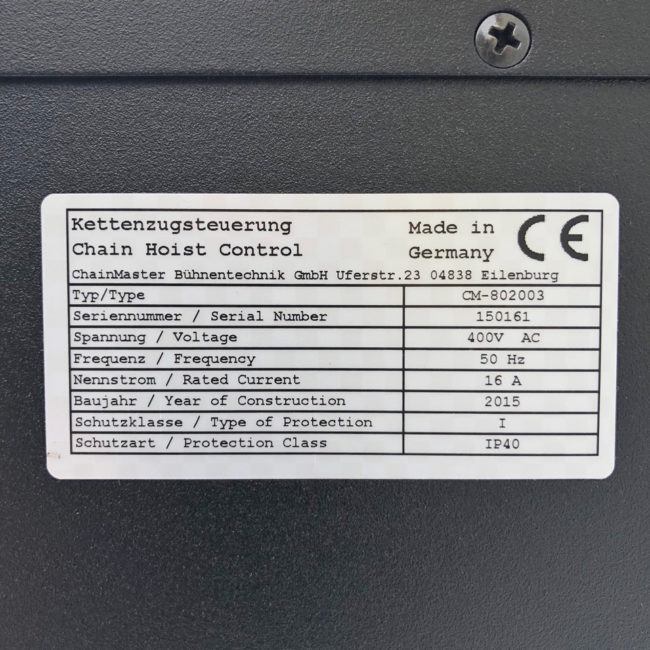 Kettenzugsteuerung
Chain Hoist Control
Made in
Germany
CE
ChainMaster Bühnentechnik GmbH Uferstr.23 04838 Eilenburg
Typ/Type CM-802003
Seriennummer / Serial Number 150161
Spannung / Voltage 400V AC
Frequenz / Frequency 50 Hz
Nennstrom / Rated Current 16 A
Baujahr / Year of Construction 2015
Schutzklasse / Type of Protection I
Schutzart / Protection Class IP40